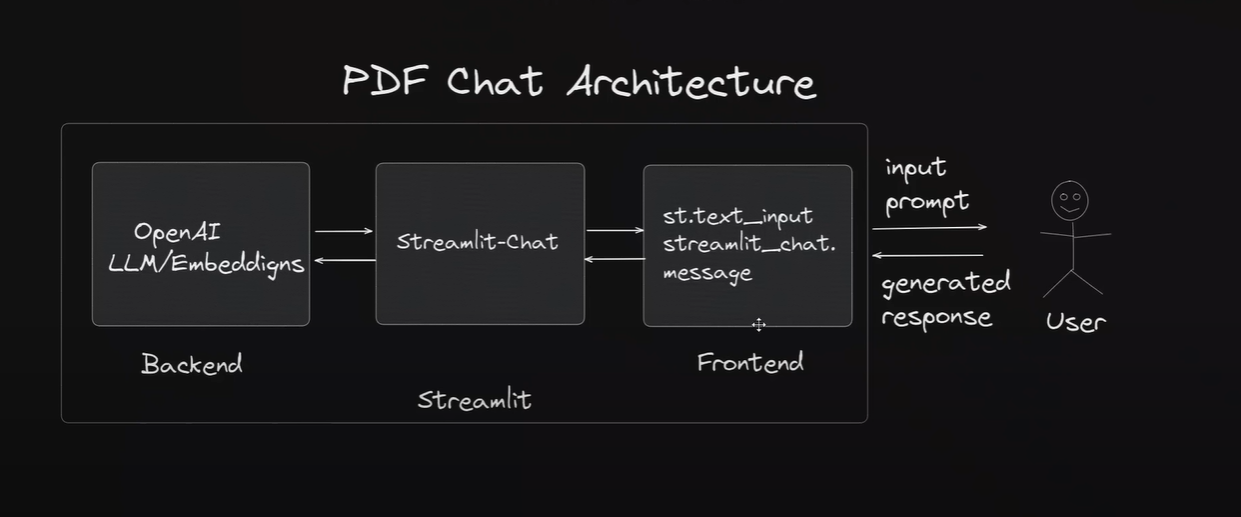 PDF Chat Architecture
OpenAI
LLM/Embeddigns
Backend
Streamlit-Chat
st.text_input
streamlit_chat.
message
Frontend
Streamlit
input
prompt
generated
response
User